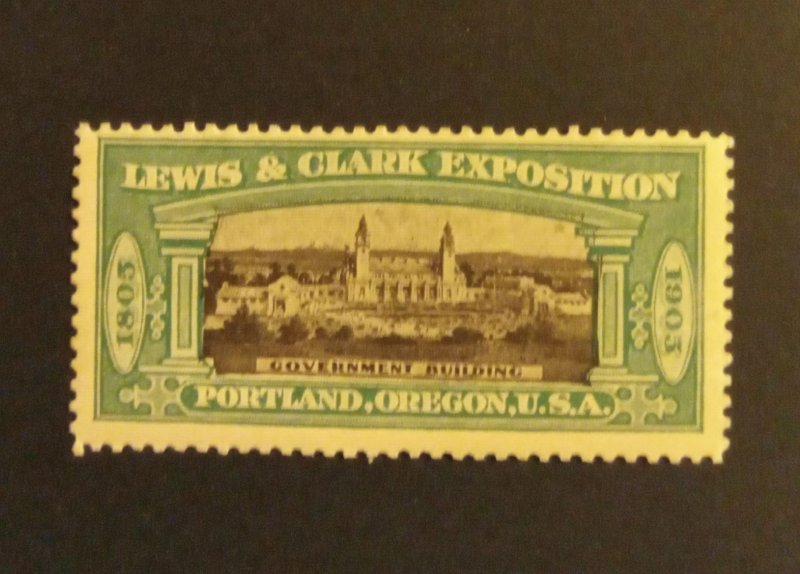 LEWIS & CLARK EXPOSITION
1805
1905
GOVERNMENT BUILDING
PORTLAND, OREGON, U.S.A.